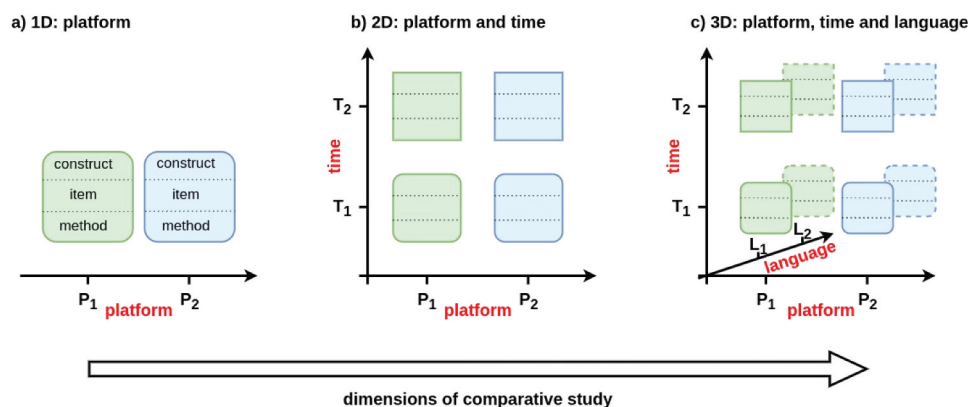 a) 1D: platform
construct
item
method
construct
item
method
P1
P2
platform
b) 2D: platform and time
T2
time
T1
P1
P2
platform
c) 3D: platform, time and language
T2
time
T1
L1
L2
language
P1
P2
platform
dimensions of comparative study